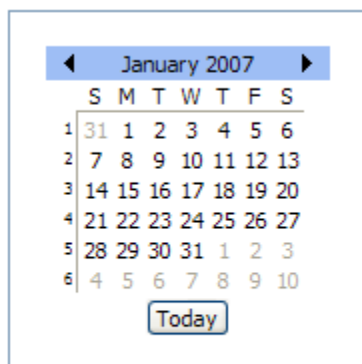 January 2007
S M T W T F S
1 31 1 2 3 4 5 6
2 7 8 9 10 11 12 13
3 14 15 16 17 18 19 20
4 21 22 23 24 25 26 27
5 28 29 30 31 1 2 3
6 4 5 6 7 8 9 10
Today